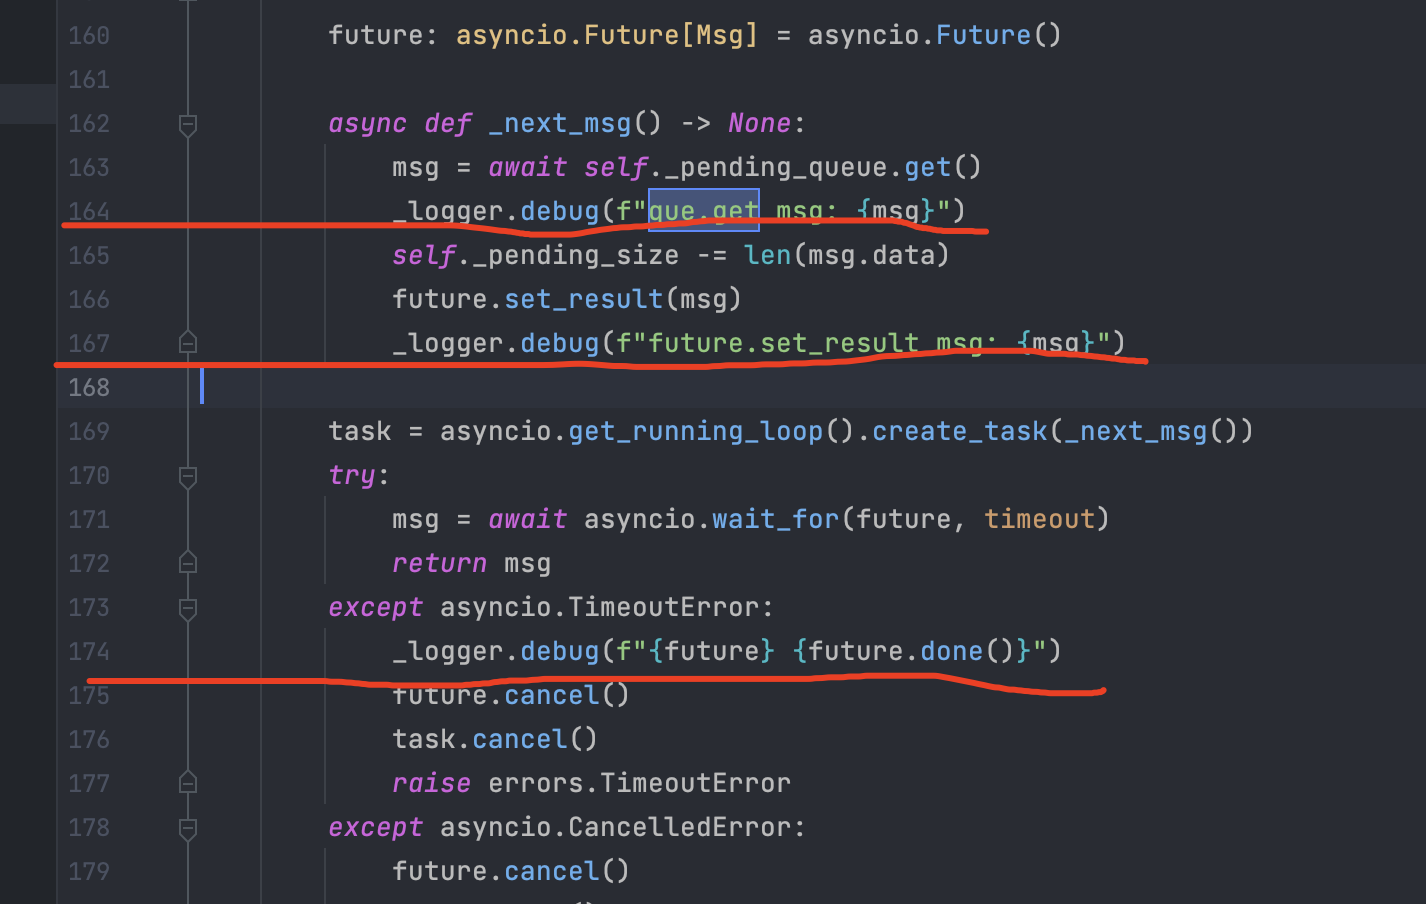 160 future: asyncio.Future[Msg] = asyncio.Future()
161
162 async def _next_msg() -> None:
163 msg = await self._pending_queue.get()
164 _logger.debug(f"que.get msg: {msg}")
165 self._pending_size -= len(msg.data)
166 future.set_result(msg)
167 _logger.debug(f"future.set_result msg: {msg}")
168
169 task = asyncio.get_running_loop().create_task(_next_msg())
170 try:
171 msg = await asyncio.wait_for(future, timeout)
172 return msg
173 except asyncio.TimeoutError:
174 _logger.debug(f"{future} {future.done()}")
175 future.cancel()
176 task.cancel()
177 raise errors.TimeoutError
178 except asyncio.CancelledError:
179 future.cancel()